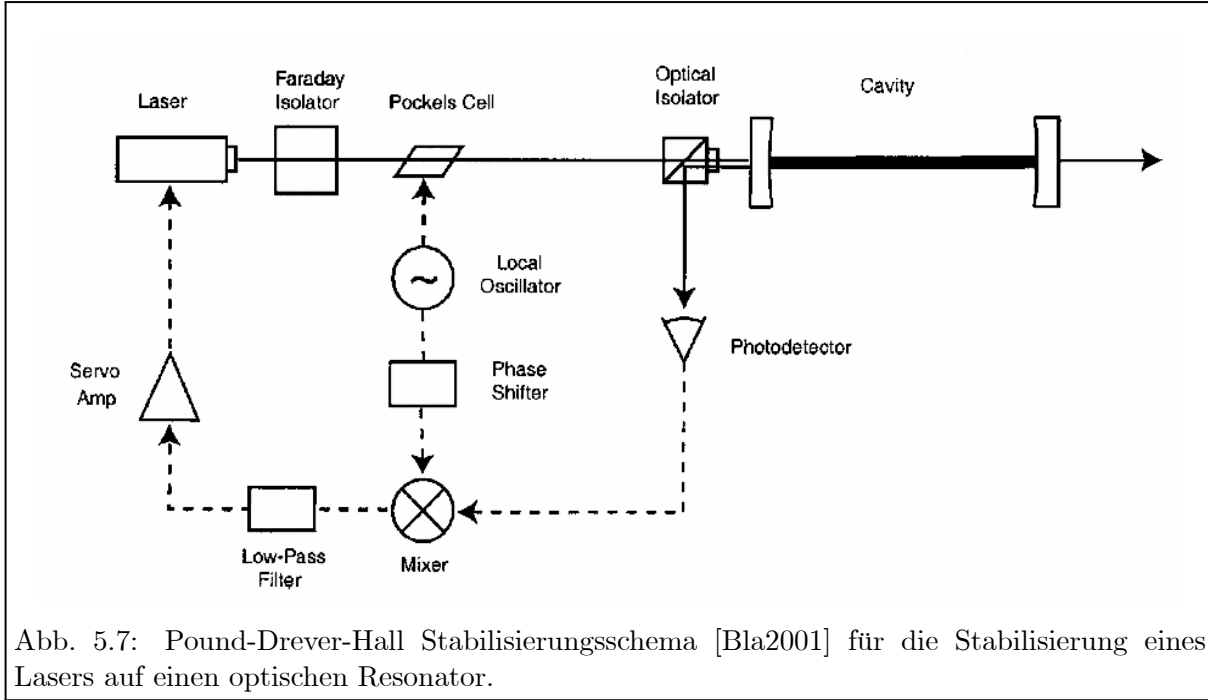 Laser
Faraday
Isolator
Pockels Cell
Optical
Isolator
Cavity
Local
Oscillator
Photodetector
Phase
Shifter
Servo
Amp
Low-Pass
Filter
Mixer
Abb. 5.7: Pound-Drever-Hall Stabilisierungsschema [Bla2001] für die Stabilisierung eines
Lasers auf einen optischen Resonator.